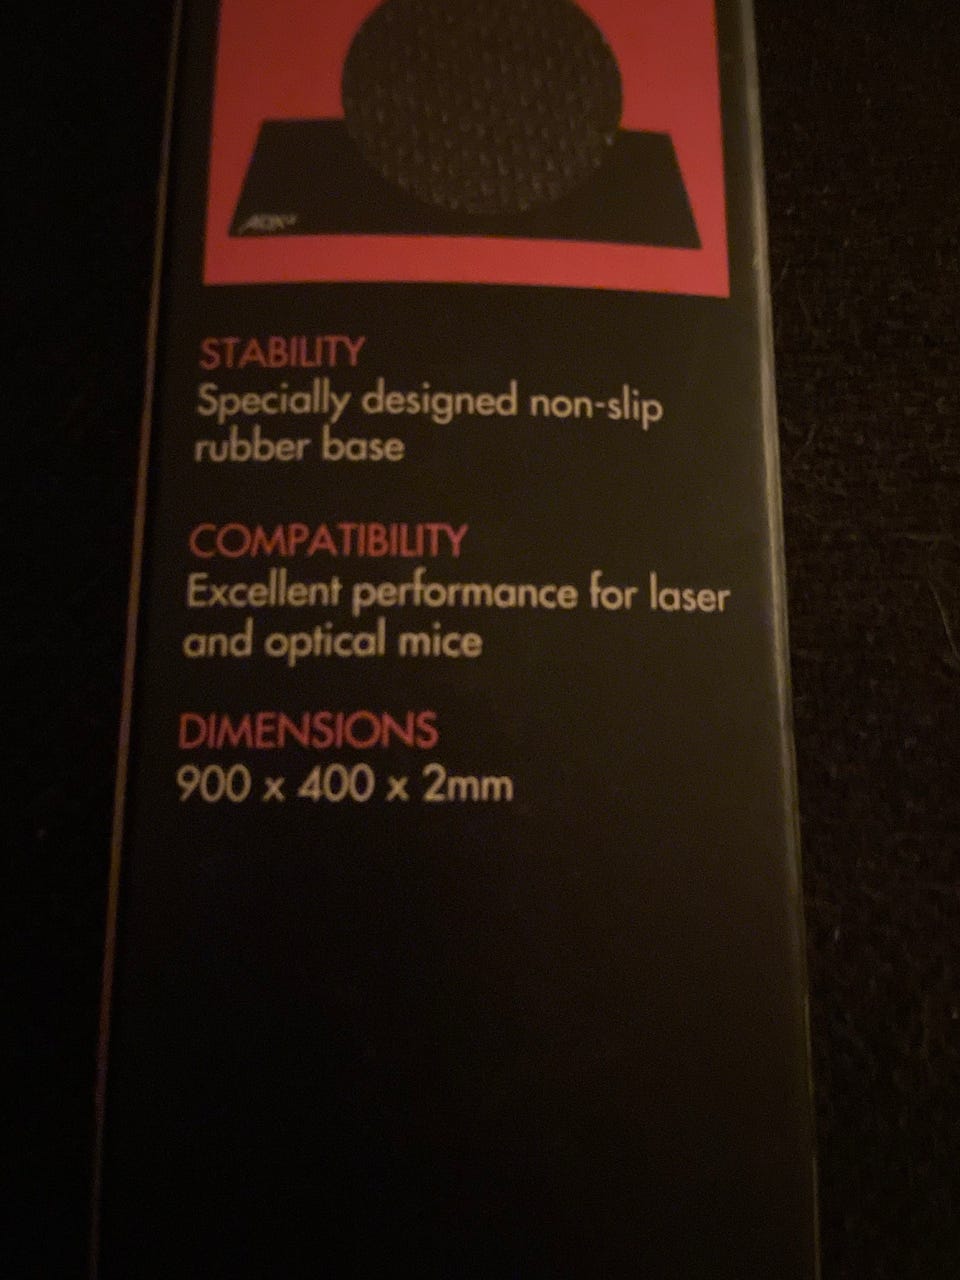 ADX
STABILITY
Specially designed non-slip
rubber base
COMPATIBILITY
Excellent performance for laser
and optical mice
DIMENSIONS
900 x 400 x 2mm